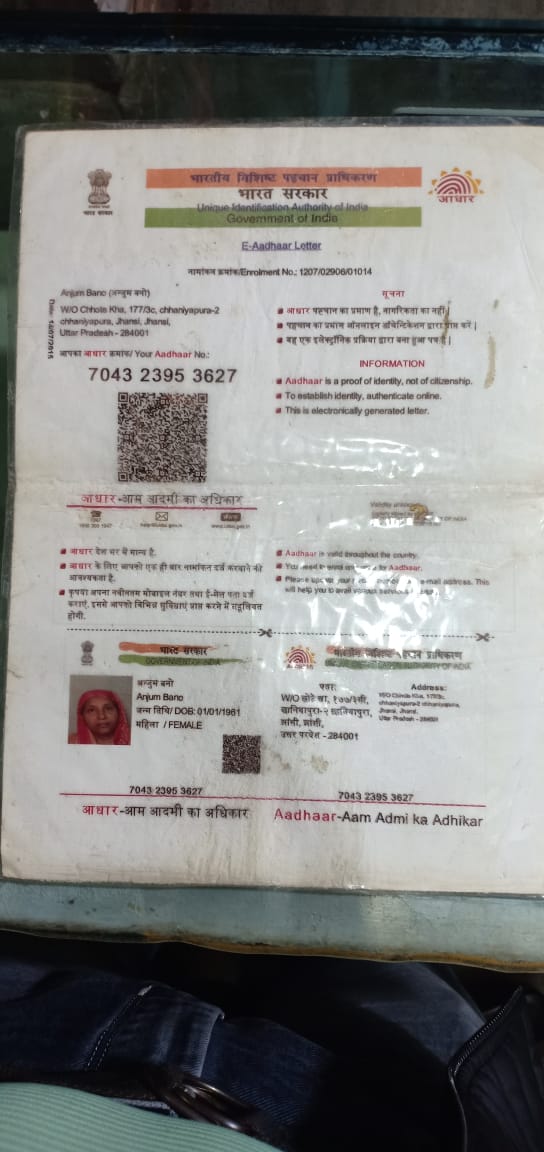 भारतीय विशिष्ट पहचान प्राधिकरण
भारत सरकार
Unique Identification Authority of India
Government of India
भारत सरकार
आधार
E-Aadhaar Letter
नामांकन क्रमांक/Enrolment No.: 1207/02906/01014
Anjum Bano (अन्जुम बनो)
W/O Chhote Kha, 177/3c, chhaniyapura-2
chhaniyapura, Jhansi, Jhansi,
Uttar Pradesh - 284001
Date: 14/07/2015
आपका आधार क्रमांक/ Your Aadhaar No.:
7043 2395 3627
सूचना
आधार पहचान का प्रमाण है, नागरिकता का नहीं
पहचान का प्रमाण ऑनलाइन ऑथेन्टिकेशन द्वारा प्राप्त करें |
यह एक इलेक्ट्रॉनिक प्रक्रिया द्वारा बना हुआ पत्र है |
INFORMATION
Aadhaar is a proof of identity, not of citizenship.
To establish identity, authenticate online.
This is electronically generated letter.
आधार-आम आदमी का अधिकार
1947
1800 300 1947
help@uidai.gov.in
www.uidai.gov.in
Validity unknown
OF INDIA
आधार देश भर में मान्य है.
आधार के लिए आपको एक ही बार नामांकन दर्ज करवाने की
आवश्यकता है.
कृपया अपना नवीनतम मोबाइल नंबर तथा ई-मेल पता दर्ज
कराएं. इससे आपको विभिन्न सुविधाएं प्राप्त करने में सहूलियत
होगी.
Aadhaar is valid throughout the country.
You need to enrol only once for Aadhaar.
Please update your mobile number and e-mail address. This
will help you to avail various services in future.
भारत सरकार
GOVERNMENT OF INDIA
अन्जुम बनो
Anjum Bano
जन्म तिथि/ DOB: 01/01/1961
महिला / FEMALE
7043 2395 3627
आधार-आम आदमी का अधिकार
भारतीय विशिष्ट पहचान प्राधिकरण
AUTHORITY OF INDIA
पता:
W/O छोटे खा, १७७/३सी,
छानियापुरा-२ छानियापुरा,
झांसी, झांसी,
उत्तर प्रदेश - 284001
Address:
W/O Chhote Kha, 177/3c,
chhaniyapura-2 chhaniyapura,
Jhansi, Jhansi,
Uttar Pradesh - 284001
7043 2395 3627
Aadhaar-Aam Admi ka Adhikar